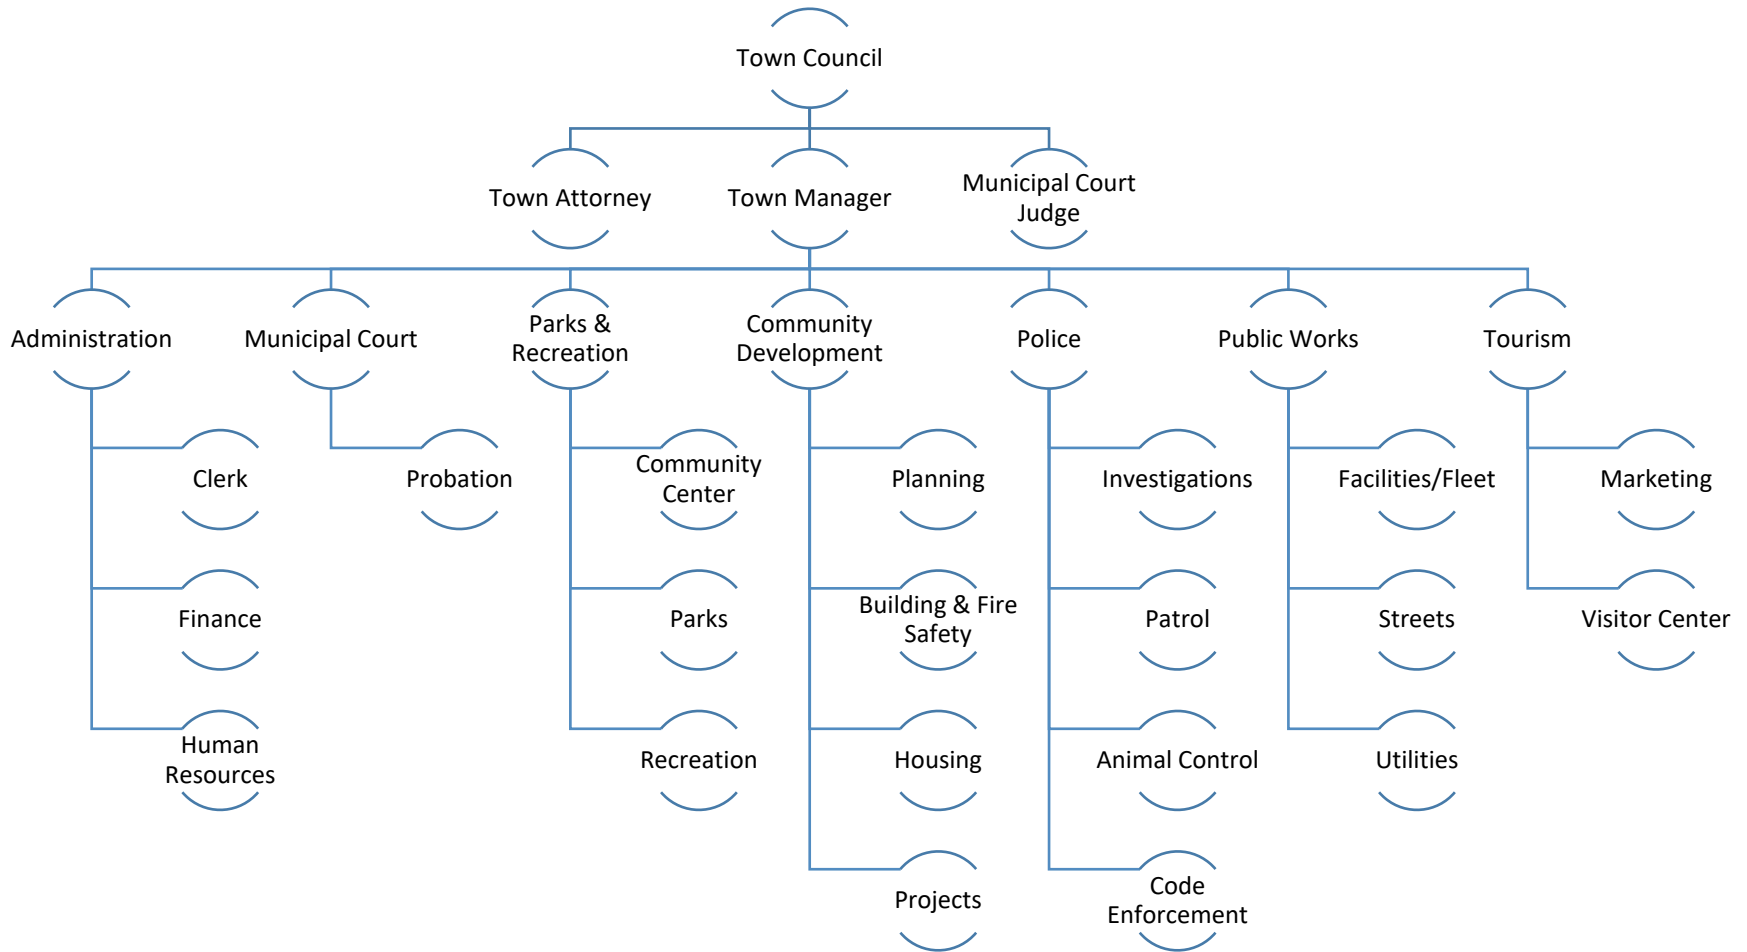 Town Council
Town Attorney
Town Manager
Municipal Court
Judge
Administration
Municipal Court
Parks &
Recreation
Community
Development
Police
Public Works
Tourism
Clerk
Probation
Community
Center
Planning
Investigations
Facilities/Fleet
Marketing
Finance
Parks
Building & Fire
Safety
Patrol
Streets
Visitor Center
Human
Resources
Recreation
Housing
Animal Control
Utilities
Projects
Code
Enforcement